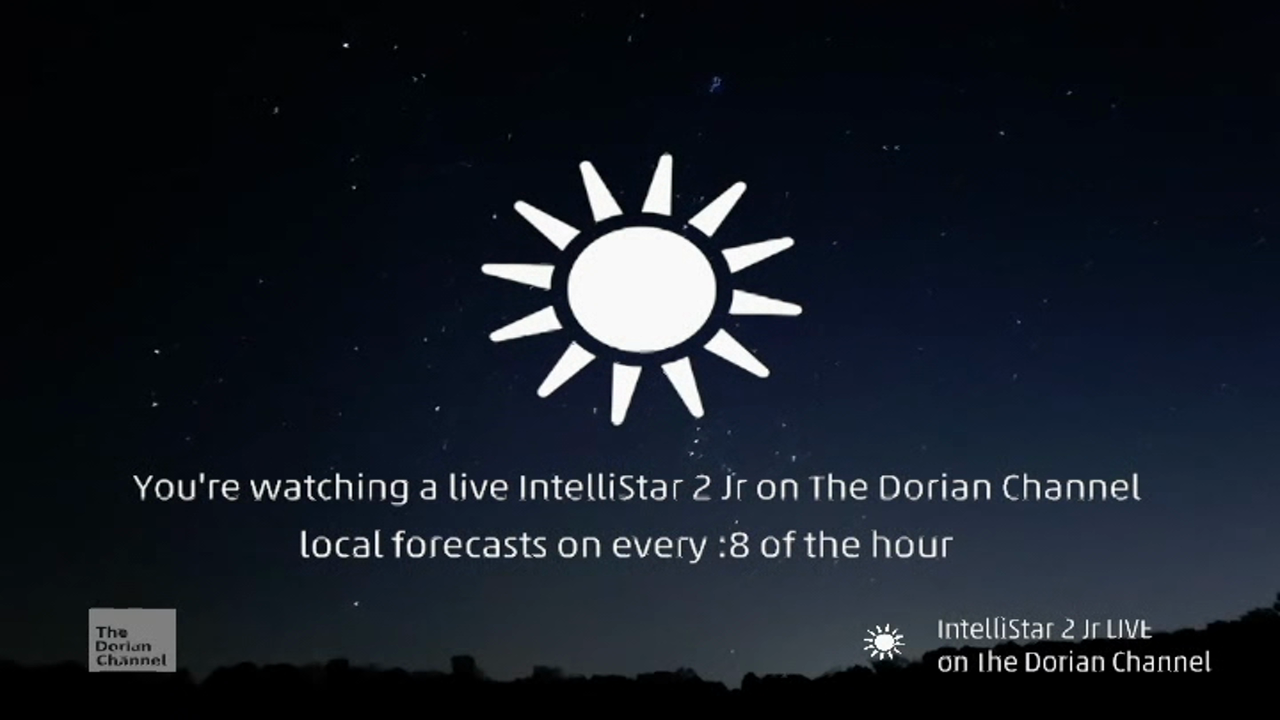 You're watching a live IntelliStar 2 Jr on The Dorian Channel
local forecasts on every :8 of the hour
The
Dorian
Channel
IntelliStar 2 Jr LIVE
on The Dorian Channel